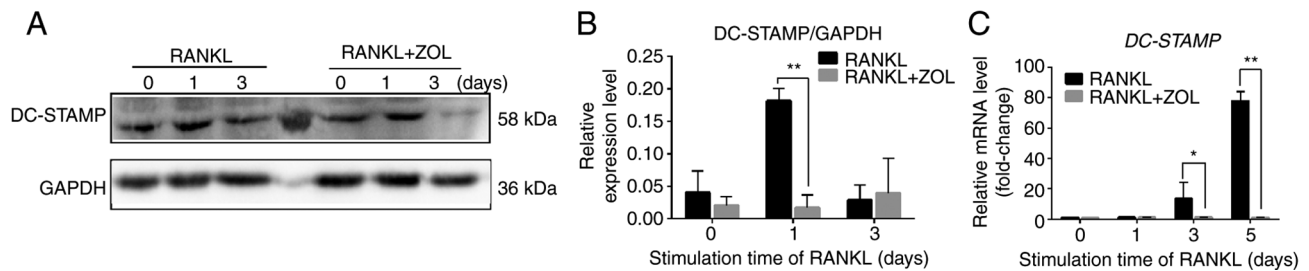 A
RANKL
RANKL+ZOL
0 1 3 0 1 3 (days)
DC-STAMP
58 kDa
GAPDH
36 kDa
B
DC-STAMP/GAPDH
RANKL
RANKL+ZOL
**
Relative
expression level
0.25
0.20
0.15
0.10
0.05
0.00
0 1 3
Stimulation time of RANKL (days)
C
DC-STAMP
RANKL
RANKL+ZOL
**
*
Relative mRNA level
(fold-change)
100
80
60
40
20
0
0 1 3 5
Stimulation time of RANKL (days)